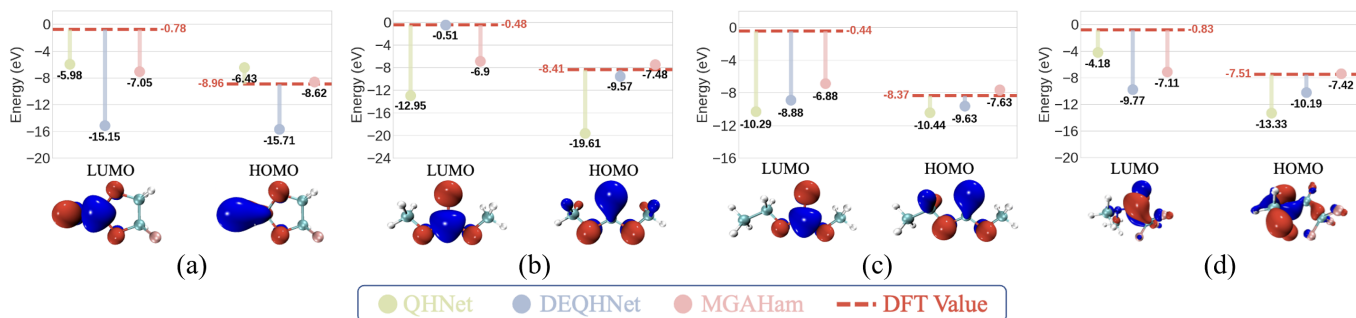 Energy (eV)
0
−4
−8
−12
−16
−20
-0.78
-5.98
-15.15
-7.05
-8.96
-6.43
-15.71
-8.62
LUMO
HOMO
(a)
Energy (eV)
0
−4
−8
−12
−16
−20
−24
-0.48
-12.95
-0.51
-6.9
-8.41
-19.61
-9.57
-7.48
LUMO
HOMO
(b)
Energy (eV)
0
−4
−8
−12
−16
-0.44
-10.29
-8.88
-6.88
-8.37
-10.44
-9.63
-7.63
LUMO
HOMO
(c)
Energy (eV)
0
−4
−8
−12
−16
−20
-0.83
-4.18
-9.77
-7.11
-7.51
-13.33
-10.19
-7.42
LUMO
HOMO
(d)
QHNet
DEQHNet
MGAHam
DFT Value